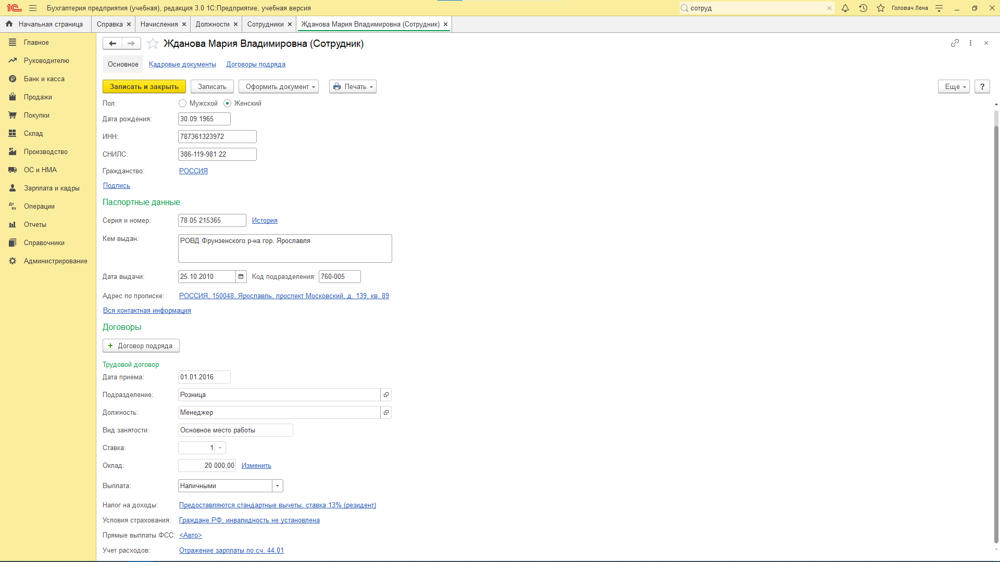 1С Бухгалтерия предприятия (учебная), редакция 3.0 1С:Предприятие, учебная версия сотруд Головач Лена
Начальная страница Справка Начисления Должности Сотрудники Жданова Мария Владимировна (Сотрудник)
Главное
Руководителю
Банк и касса
Продажи
Покупки
Склад
Производство
ОС и НМА
Зарплата и кадры
Дт Кт Операции
Отчеты
Справочники
Администрирование
Жданова Мария Владимировна (Сотрудник)
Основное Кадровые документы Договоры подряда
Записать и закрыть Записать Оформить документ Печать Еще ?
Пол: Мужской Женский
Дата рождения: 30.09.1965
ИНН: 787361323972
СНИЛС: 386-119-981 22
Гражданство: РОССИЯ
Подпись
Паспортные данные
Серия и номер: 78 05 215365 История
Кем выдан: РОВД Фрунзенского р-на гор. Ярославля
Дата выдачи: 25.10.2010 Код подразделения: 760-005
Адрес по прописке: РОССИЯ, 150048, Ярославль, проспект Московский, д. 139, кв. 89
Вся контактная информация
Договоры
+ Договор подряда
Трудовой договор
Дата приема: 01.01.2016
Подразделение: Розница
Должность: Менеджер
Вид занятости: Основное место работы
Ставка: 1
Оклад: 20 000,00 Изменить
Выплата: Наличными
Налог на доходы: Предоставляются стандартные вычеты, ставка 13% (резидент)
Условия страхования: Граждане РФ, инвалидность не установлена
Прямые выплаты ФСС: <Авто>
Учет расходов: Отражение зарплаты по сч. 44.01